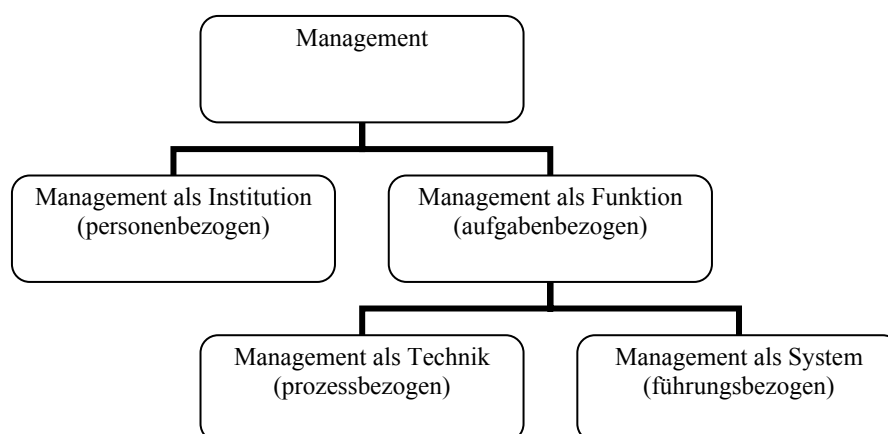 Management
Management als Institution
(personenbezogen)
Management als Funktion
(aufgabenbezogen)
Management als Technik
(prozessbezogen)
Management als System
(führungsbezogen)